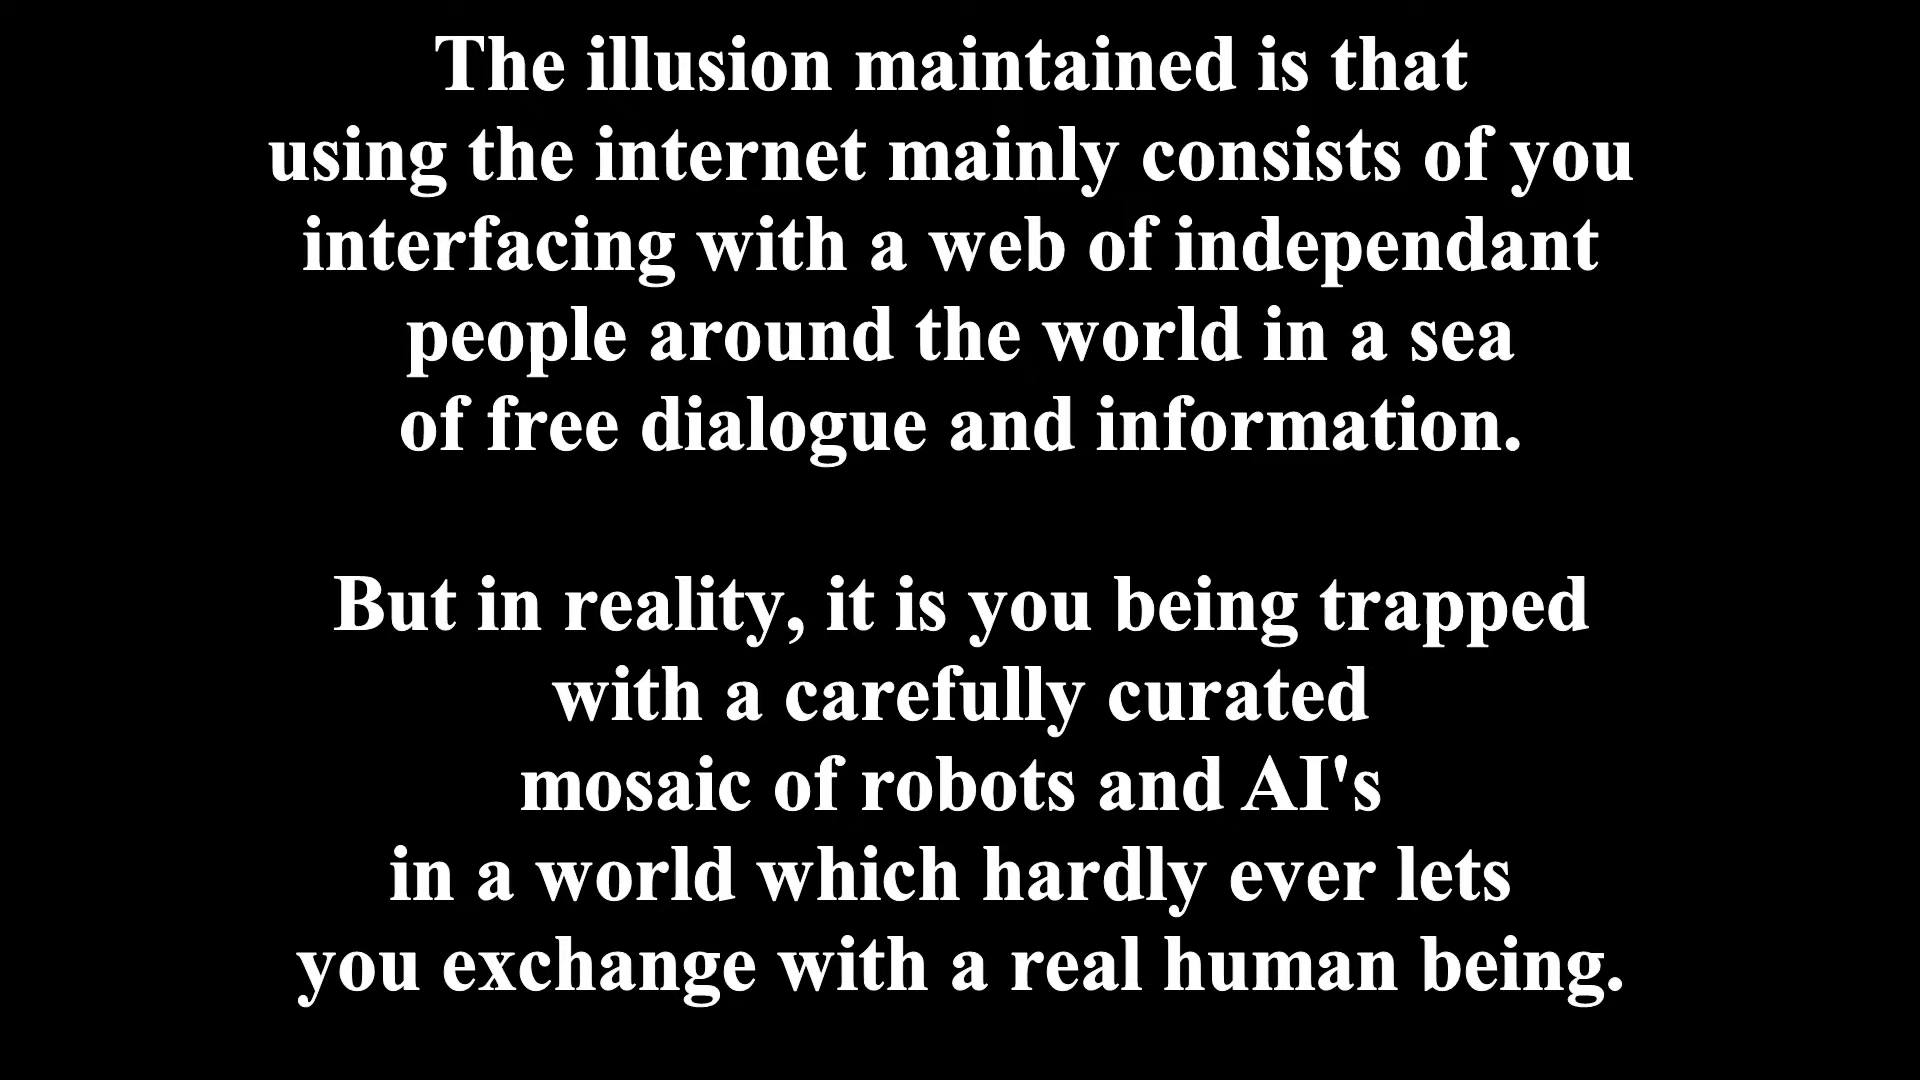 The illusion maintained is that
using the internet mainly consists of you
interfacing with a web of independant
people around the world in a sea
of free dialogue and information.
But in reality, it is you being trapped
with a carefully curated
mosaic of robots and AI's
in a world which hardly ever lets
you exchange with a real human being.